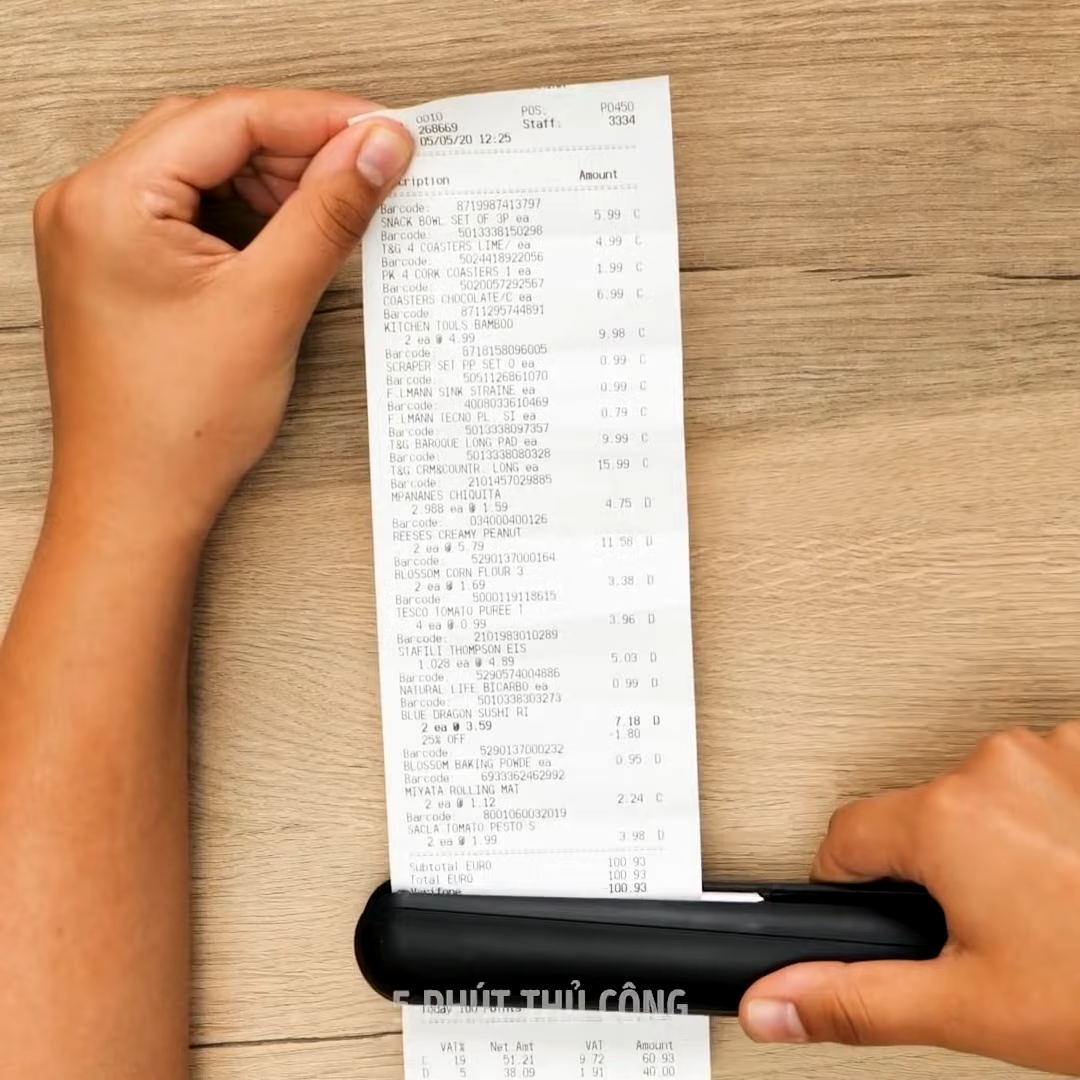 0010 POS: P0450
268669 Staff: 3334
05/05/20 12:25
cription Amount
Barcode: 8719987413797
SNACK BOWL SET OF 3P ea 5.99 C
Barcode: 5013338150298
T&G 4 COASTERS LIME/ ea 4.99 C
Barcode: 5024418922056
PK 4 CORK COASTERS 1 ea 1.99 C
Barcode: 5020057292567
COASTERS CHOCOLATE/C ea 6.99 C
Barcode 8711295744891
KITCHEN TOOLS BAMBOO
2 ea @ 4.99 9.98 C
Barcode: 8718158096005
SCRAPER SET PP SET O ea 0.99 C
Barcode: 5051126861070
F.LMANN SINK STRAINE ea 0.99 C
Barcode: 4008033610469
F.LMANN TECNO PL. SI ea 0.79 C
Barcode: 5013338097357
T&G BAROQUE LONG PAD ea 9.99 C
Barcode: 5013338080328
T&G CRM&COUNTR. LONG ea 15.99 C
Barcode: 2101457029885
MPANANES CHIQUITA
2.988 ea @ 1.59 4.75 D
Barcode: 034000400126
REESES CREAMY PEANUT
2 ea @ 5.79 11.58 D
Barcode: 5290137000164
BLOSSOM CORN FLOUR 3
2 ea @ 1.69 3.38 D
Barcode: 5000119118615
TESCO TOMATO PUREE T
4 ea @ 0.99 3.96 D
Barcode: 2101983010289
STAFILI THOMPSON EIS
1.028 ea @ 4.89 5.03 D
Barcode: 5290574004886
NATURAL LIFE BICARBO ea 0.99 D
Barcode: 5010338303273
BLUE DRAGON SUSHI RI
2 ea @ 3.59 7.18 D
25% OFF -1.80
Barcode: 5290137000232
BLOSSOM BAKING POWDE ea 0.95 D
Barcode: 6933362462992
MIYATA ROLLING MAT
2 ea @ 1.12 2.24 C
Barcode: 8001060032019
SACLA TOMATO PESTO S
2 ea @ 1.99 3.98 D
Subtotal EURO 100.93
Total EURO 100.93
Verifone -100.93
5 PHÚT THỦ CÔNG
Today 100 Points
VAT% Net.Amt VAT Amount
C 19 51.21 9.72 60.93
D 5 38.09 1.91 40.00